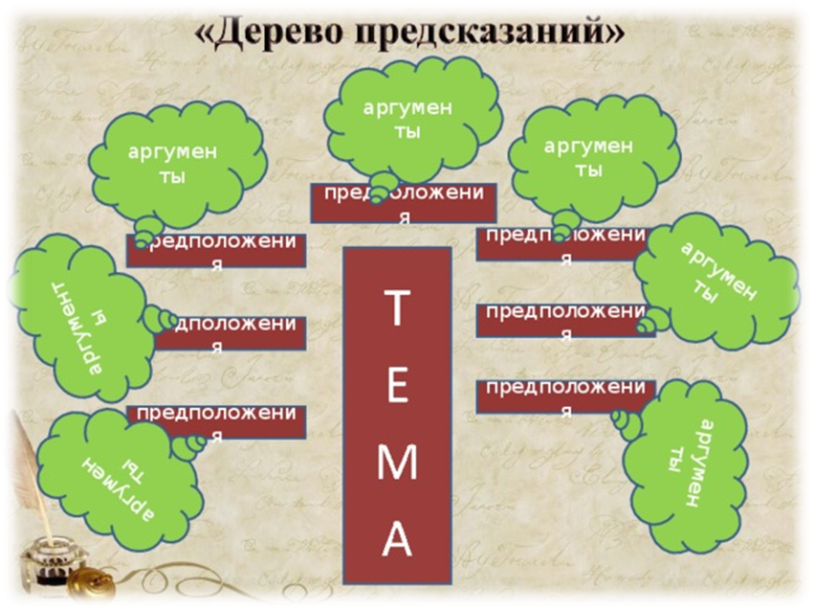 «Дерево предсказаний»
аргумен
ты
предположени
я
аргумен
ты
предположени
я
аргумен
ты
предположени
я
аргумент
ы
предположени
я
аргумен
ты
предположени
я
аргумен
ты
предположени
я
аргумен
ты
предположени
я
Т
Е
М
А